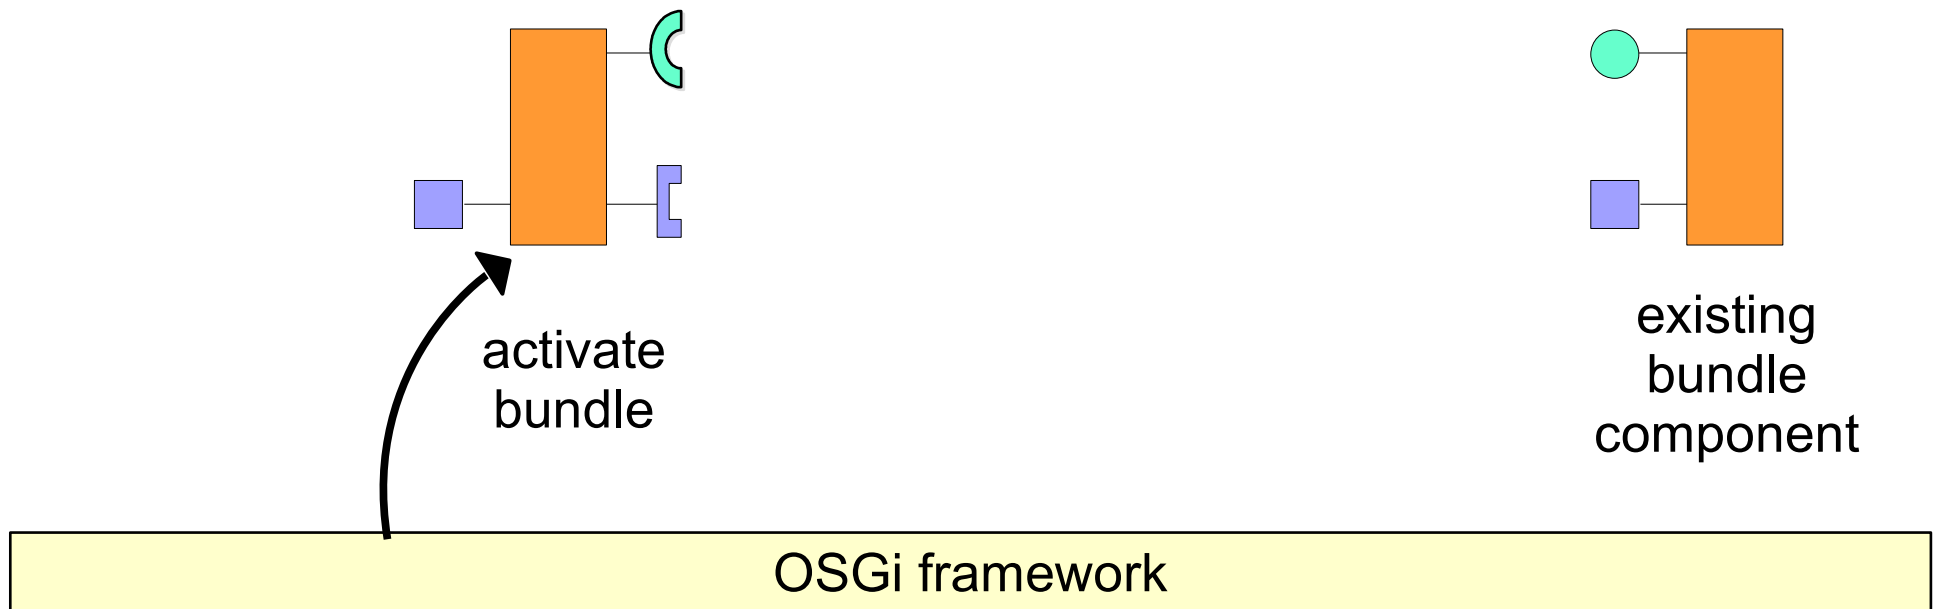 activate
bundle
existing
bundle
component
OSGi framework